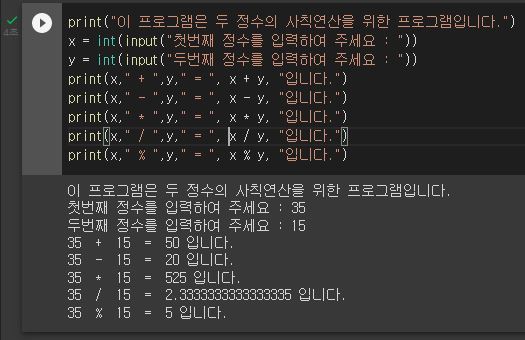 4초
print("이 프로그램은 두 정수의 사칙연산을 위한 프로그램입니다.")
x = int(input("첫번째 정수를 입력하여 주세요 : "))
y = int(input("두번째 정수를 입력하여 주세요 : "))
print(x," + ",y," = ", x + y, "입니다.")
print(x," - ",y," = ", x - y, "입니다.")
print(x," * ",y," = ", x * y, "입니다.")
print(x," / ",y," = ", x / y, "입니다.")
print(x," % ",y," = ", x % y, "입니다.")
이 프로그램은 두 정수의 사칙연산을 위한 프로그램입니다.
첫번째 정수를 입력하여 주세요 : 35
두번째 정수를 입력하여 주세요 : 15
35  +  15  =  50 입니다.
35  -  15  =  20 입니다.
35  *  15  =  525 입니다.
35  /  15  =  2.3333333333333335 입니다.
35  %  15  =  5 입니다.